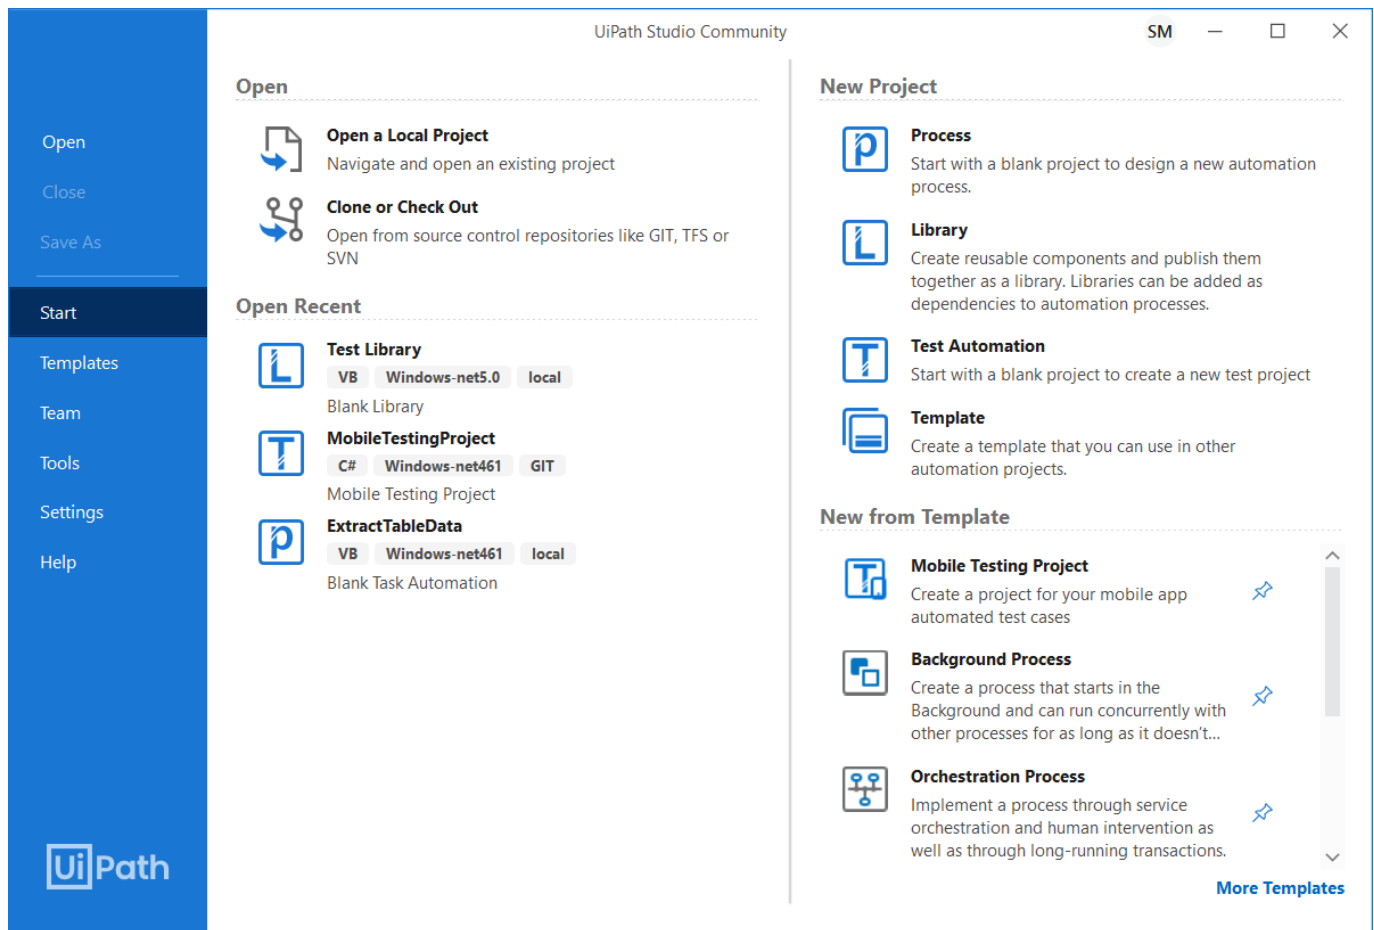 UiPath Studio Community
SM
Open
Close
Save As
Start
Templates
Team
Tools
Settings
Help
UiPath
Open
Open a Local Project
Navigate and open an existing project
Clone or Check Out
Open from source control repositories like GIT, TFS or
SVN
Open Recent
Test Library
VB Windows-net5.0 local
Blank Library
MobileTestingProject
C# Windows-net461 GIT
Mobile Testing Project
ExtractTableData
VB Windows-net461 local
Blank Task Automation
New Project
Process
Start with a blank project to design a new automation
process.
Library
Create reusable components and publish them
together as a library. Libraries can be added as
dependencies to automation processes.
Test Automation
Start with a blank project to create a new test project
Template
Create a template that you can use in other
automation projects.
New from Template
Mobile Testing Project
Create a project for your mobile app
automated test cases
Background Process
Create a process that starts in the
Background and can run concurrently with
other processes for as long as it doesn't...
Orchestration Process
Implement a process through service
orchestration and human intervention as
well as through long-running transactions.
More Templates